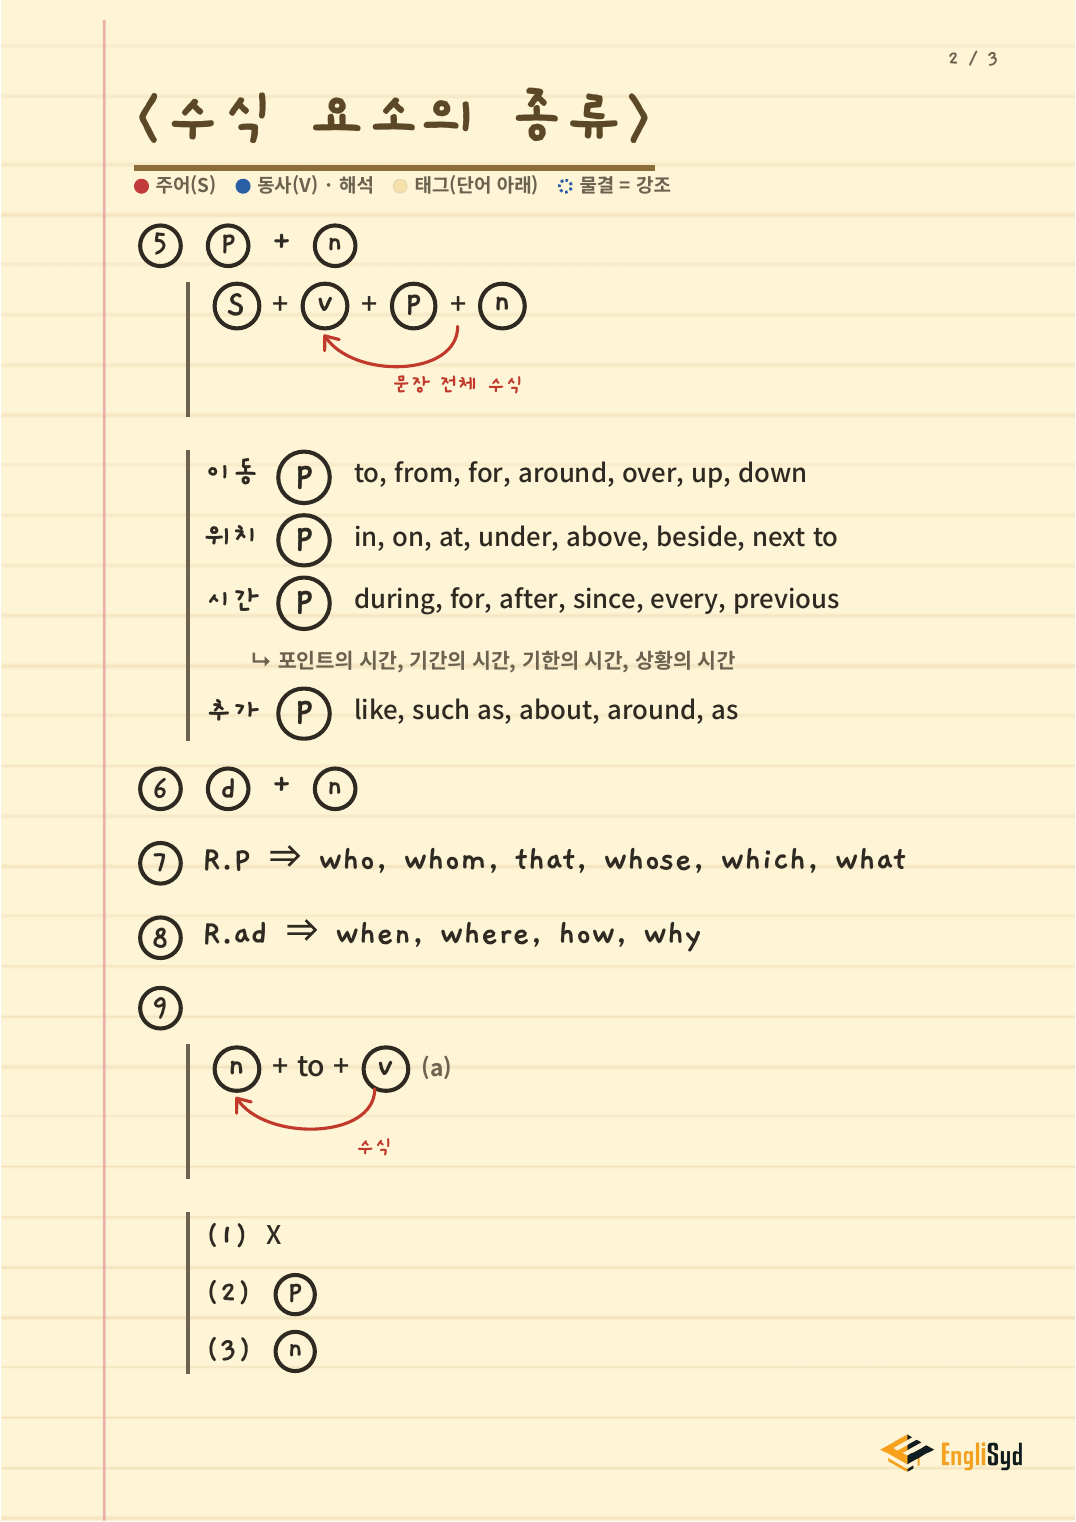 2 / 3
<수식 요소의 종류>
주어(S) 동사(V) · 해석 태그(단어 아래) 물결 = 강조
5 P + n
S + v + P + n
문장 전체 수식
이동 P to, from, for, around, over, up, down
위치 P in, on, at, under, above, beside, next to
시간 P during, for, after, since, every, previous
↳ 포인트의 시간, 기간의 시간, 기한의 시간, 상황의 시간
추가 P like, such as, about, around, as
6 d + n
7 R.P ⇒ who, whom, that, whose, which, what
8 R.ad ⇒ when, where, how, why
9
n + to + v (a)
수식
(1) X
(2) P
(3) n
EngliSyd